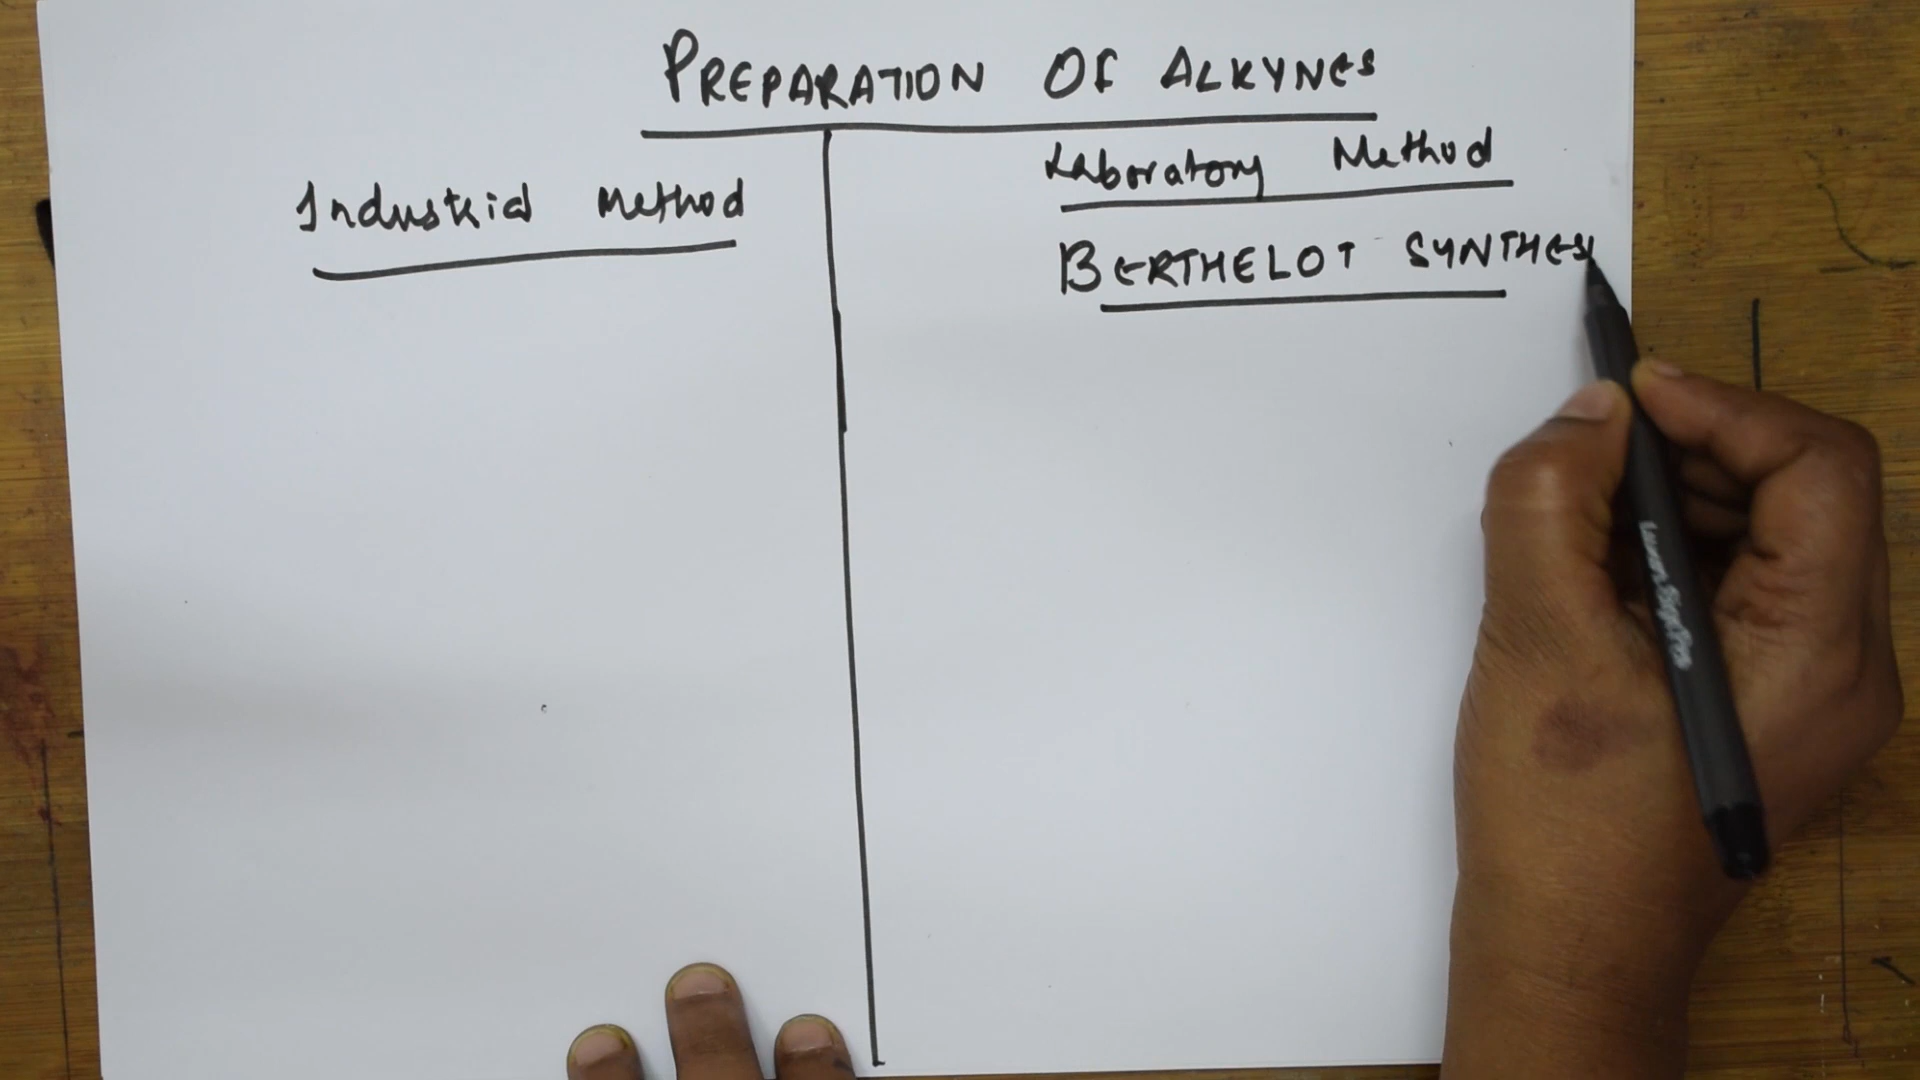 PREPARATION OF ALKYNES
Industrial Method
Laboratory Method
BERTHELOT SYNTHESI